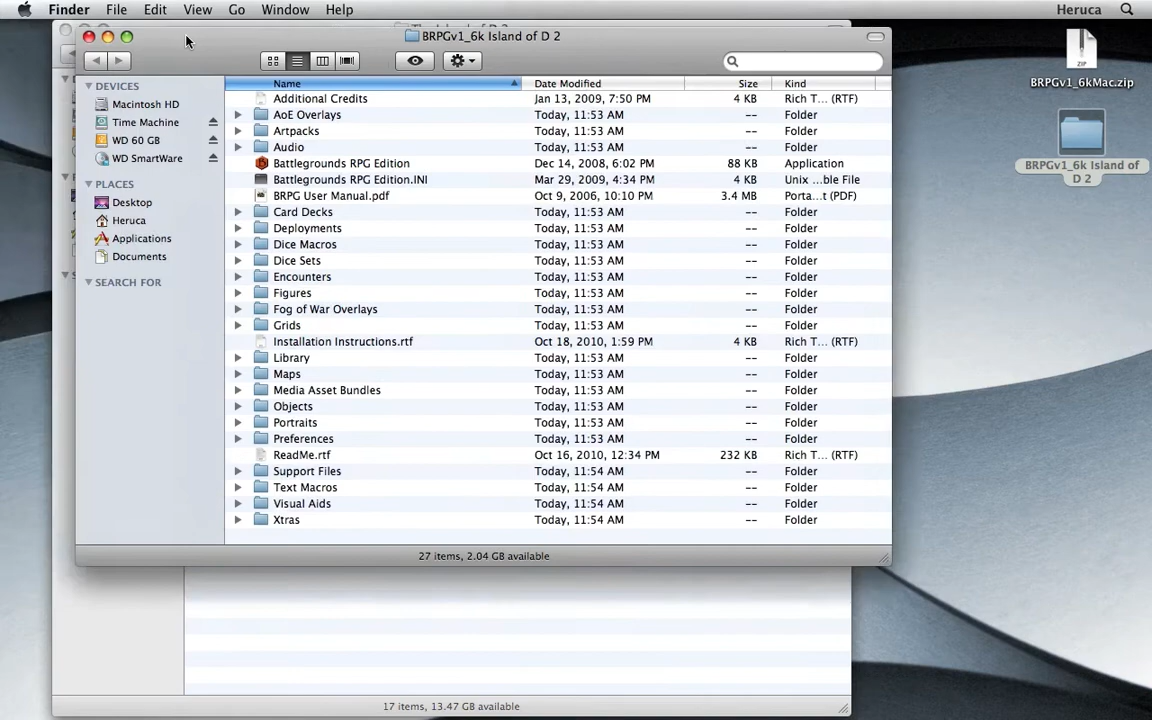 Finder File Edit View Go Window Help Heruca
BRPGv1_6k Island of D 2
BRPGv1_6kMac.zip
BRPGv1_6k Island of
D 2
DEVICES
Macintosh HD
Time Machine
WD 60 GB
WD SmartWare
PLACES
Desktop
Heruca
Applications
Documents
SEARCH FOR
Name Date Modified Size Kind
Additional Credits Jan 13, 2009, 7:50 PM 4 KB Rich T... (RTF)
AoE Overlays Today, 11:53 AM -- Folder
Artpacks Today, 11:53 AM -- Folder
Audio Today, 11:53 AM -- Folder
Battlegrounds RPG Edition Dec 14, 2008, 6:02 PM 88 KB Application
Battlegrounds RPG Edition.INI Mar 29, 2009, 4:34 PM 4 KB Unix ...ble File
BRPG User Manual.pdf Oct 9, 2006, 10:10 PM 3.4 MB Porta...t (PDF)
Card Decks Today, 11:53 AM -- Folder
Deployments Today, 11:53 AM -- Folder
Dice Macros Today, 11:53 AM -- Folder
Dice Sets Today, 11:53 AM -- Folder
Encounters Today, 11:53 AM -- Folder
Figures Today, 11:53 AM -- Folder
Fog of War Overlays Today, 11:53 AM -- Folder
Grids Today, 11:53 AM -- Folder
Installation Instructions.rtf Oct 18, 2010, 1:59 PM 4 KB Rich T... (RTF)
Library Today, 11:53 AM -- Folder
Maps Today, 11:53 AM -- Folder
Media Asset Bundles Today, 11:53 AM -- Folder
Objects Today, 11:53 AM -- Folder
Portraits Today, 11:53 AM -- Folder
Preferences Today, 11:53 AM -- Folder
ReadMe.rtf Oct 16, 2010, 12:34 PM 232 KB Rich T... (RTF)
Support Files Today, 11:54 AM -- Folder
Text Macros Today, 11:54 AM -- Folder
Visual Aids Today, 11:54 AM -- Folder
Xtras Today, 11:54 AM -- Folder
27 items, 2.04 GB available
17 items, 13.47 GB available